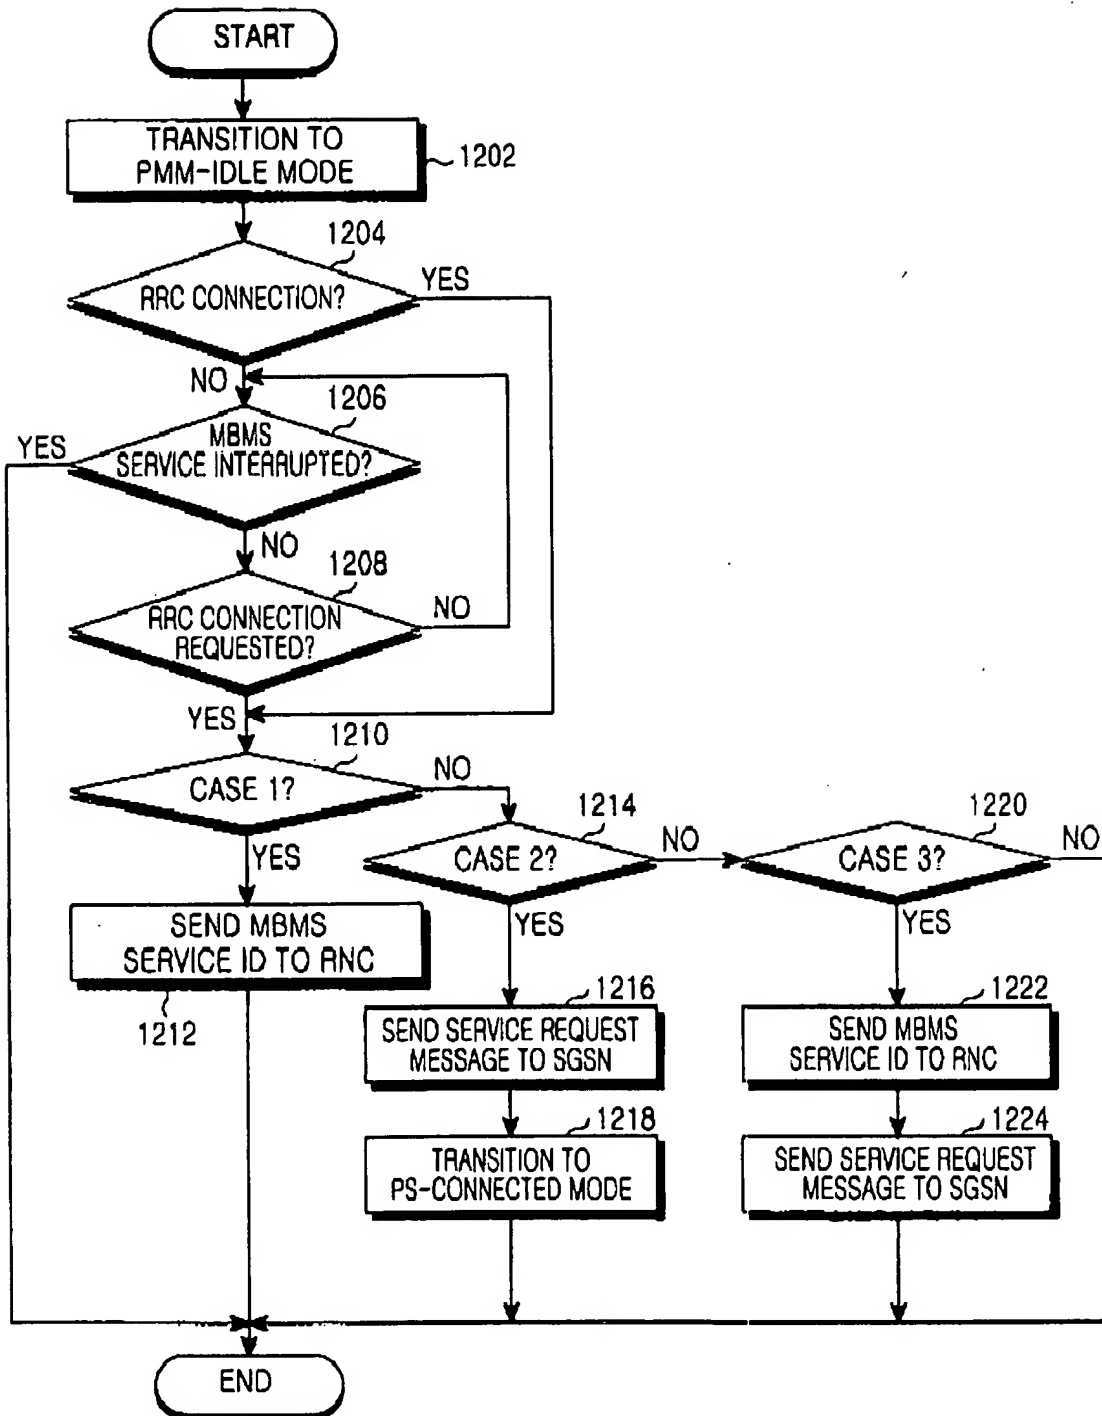 START
TRANSITION TO
PMM-IDLE MODE
1202
1204
RRC CONNECTION?
YES
NO
1206
YES
MBMS
SERVICE INTERRUPTED?
NO
1208
RRC CONNECTION
REQUESTED?
NO
YES
1210
CASE 1?
NO
1214
1220
CASE 2?
NO
CASE 3?
NO
YES
YES
YES
SEND MBMS
SERVICE ID TO RNC
1212
1216
SEND SERVICE REQUEST
MESSAGE TO SGSN
1222
SEND MBMS
SERVICE ID TO RNC
1218
TRANSITION TO
PS-CONNECTED MODE
1224
SEND SERVICE REQUEST
MESSAGE TO SGSN
END